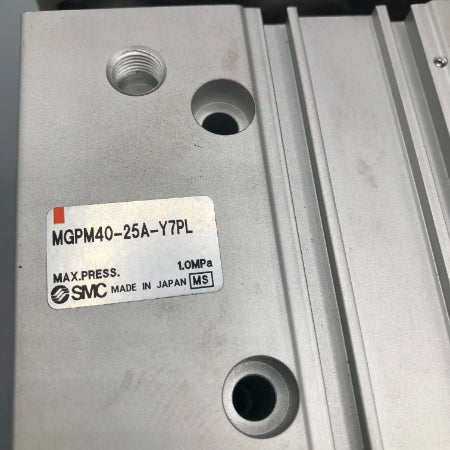 MGPM40-25A-Y7PL
MAX.PRESS. 1.0MPa
SMC MADE IN JAPAN MS